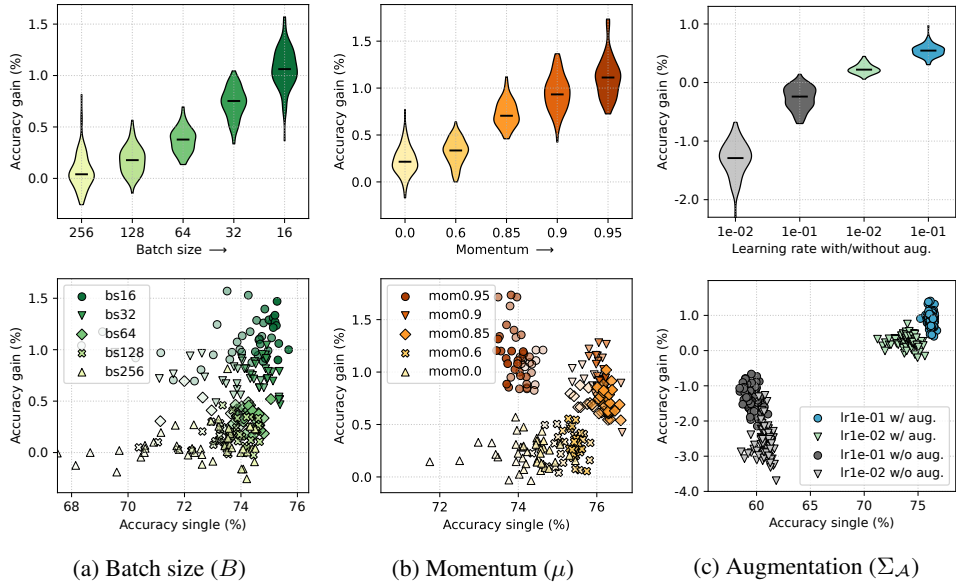 Accuracy gain (%)
1.5
1.0
0.5
0.0
256 128 64 32 16
Batch size →
Accuracy gain (%)
1.5
1.0
0.5
0.0
0.0 0.6 0.85 0.9 0.95
Momentum →
Accuracy gain (%)
1.0
0.0
-1.0
-2.0
1e-02 1e-01 1e-02 1e-01
Learning rate with/without aug.
Accuracy gain (%)
1.5
1.0
0.5
0.0
bs16
bs32
bs64
bs128
bs256
68 70 72 74 76
Accuracy single (%)
Accuracy gain (%)
1.5
1.0
0.5
0.0
mom0.95
mom0.9
mom0.85
mom0.6
mom0.0
72 74 76
Accuracy single (%)
Accuracy gain (%)
1.0
0.0
-1.0
-2.0
-3.0
-4.0
lr1e-01 w/ aug.
lr1e-02 w/ aug.
lr1e-01 w/o aug.
lr1e-02 w/o aug.
60 65 70 75
Accuracy single (%)
(a) Batch size (B)
(b) Momentum (μ)
(c) Augmentation (Σ_𝒜)